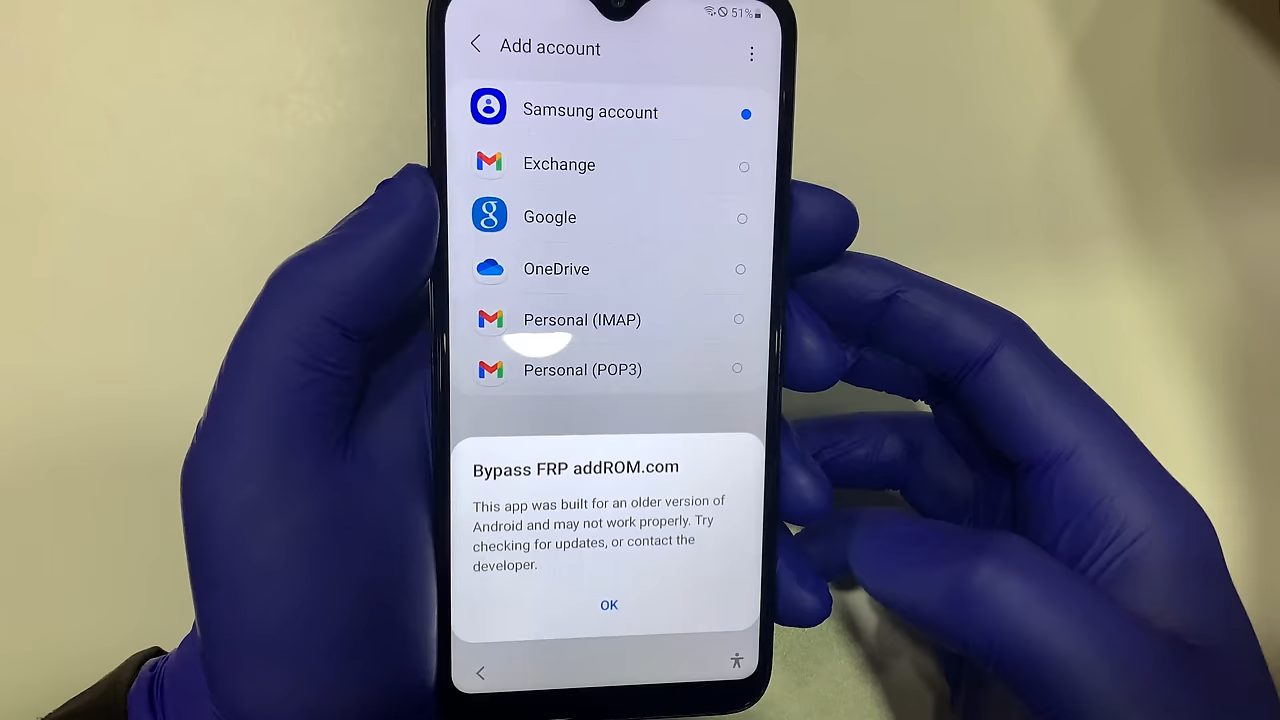 51%
Add account
Samsung account
Exchange
Google
OneDrive
Personal (IMAP)
Personal (POP3)
Bypass FRP addROM.com
This app was built for an older version of
Android and may not work properly. Try
checking for updates, or contact the
developer.
OK